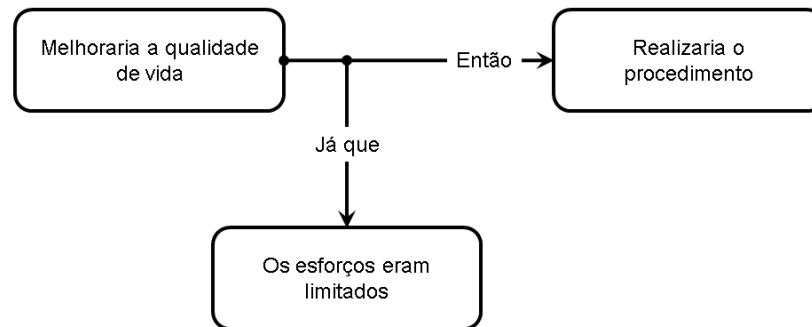 Melhoraria a qualidade
de vida
Então
Realizaria o
procedimento
Já que
Os esforços eram
limitados